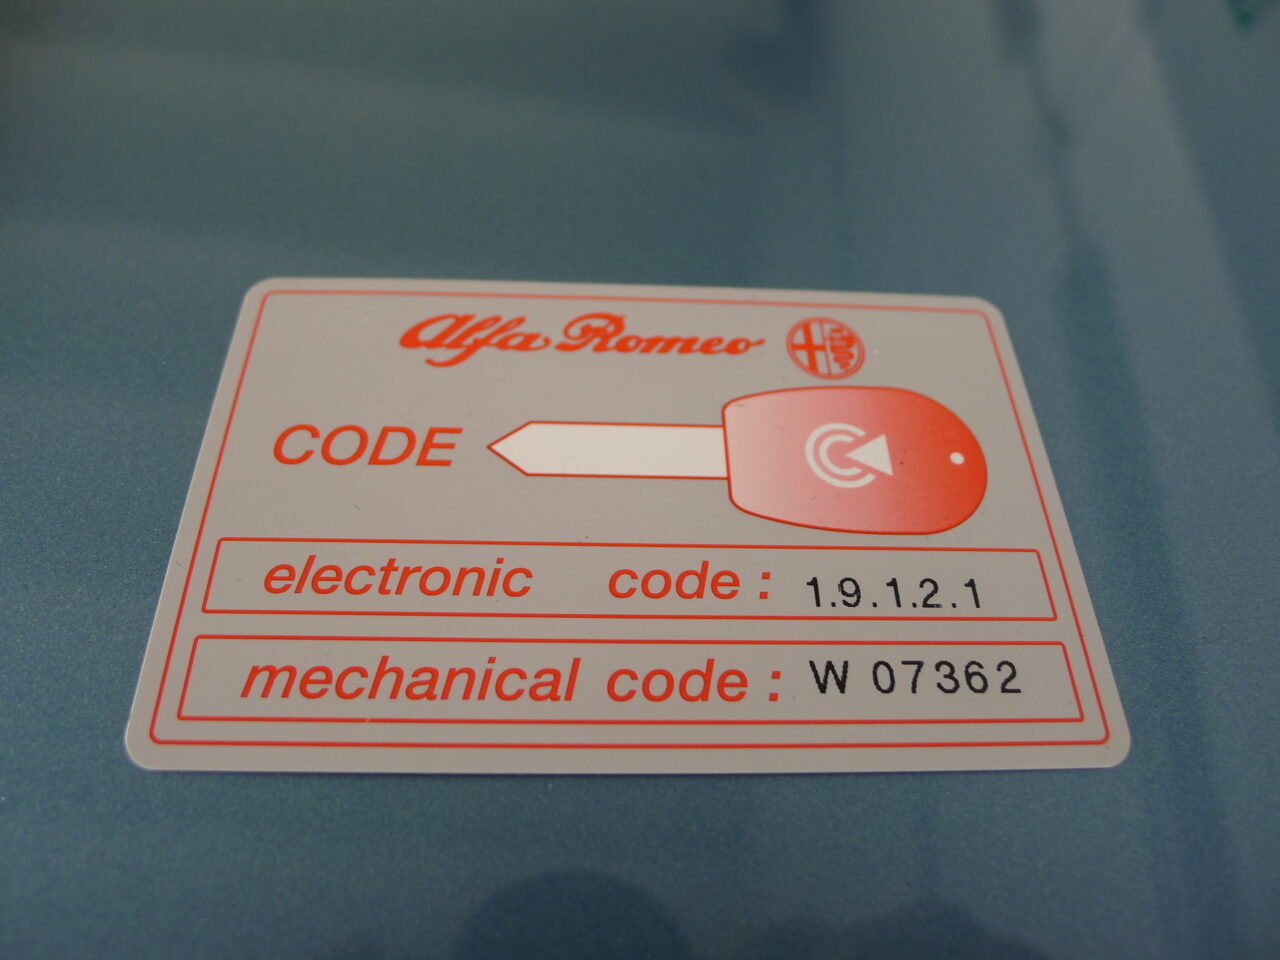 Alfa Romeo
CODE
electronic code : 1.9.1.2.1
mechanical code : W 07362